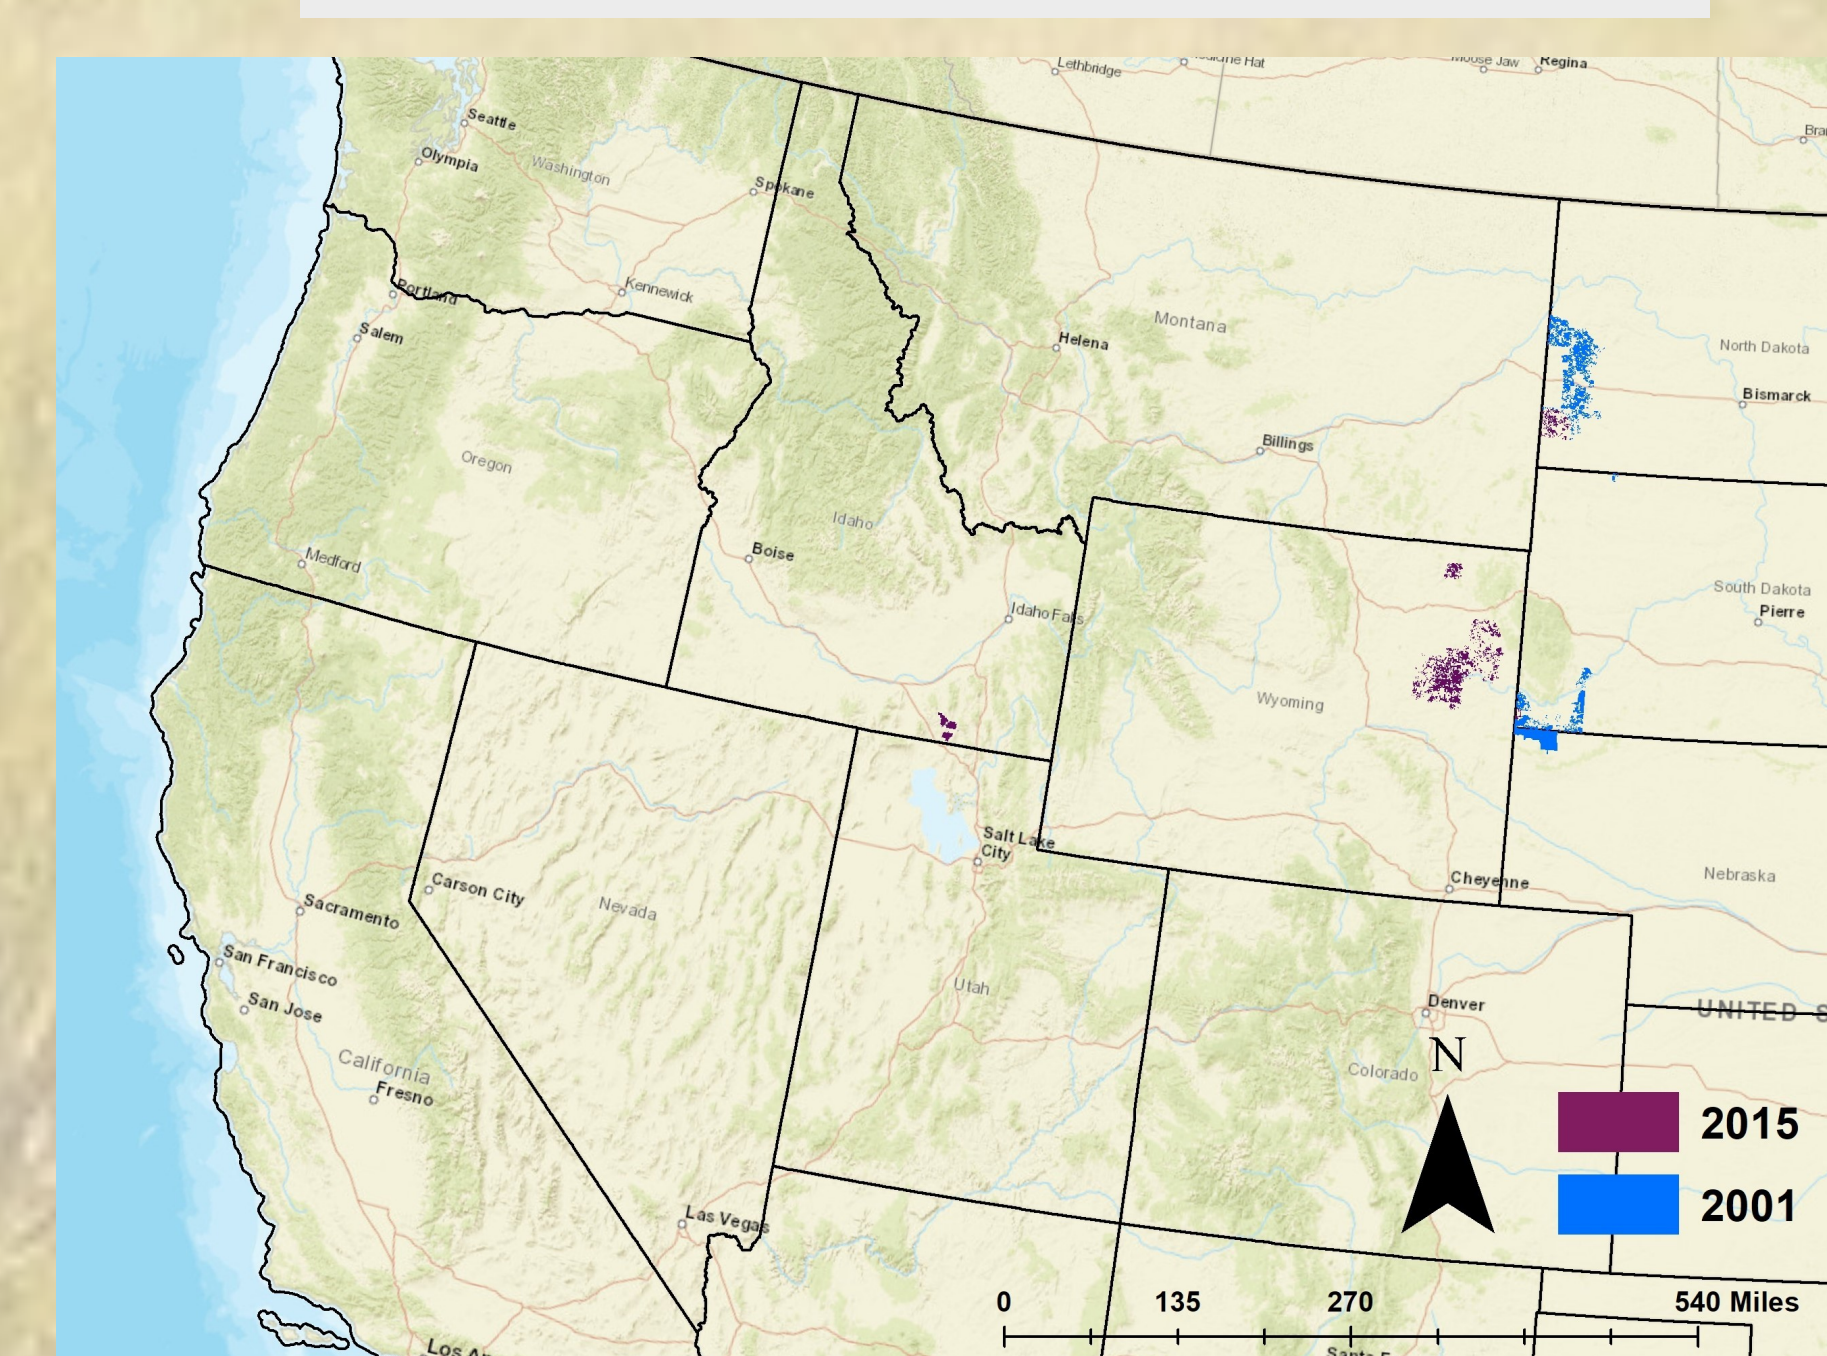 Lethbridge
Regina
Seattle
Olympia
Washington
Spokane
Portland
Kennewick
Salem
Helena
Montana
North Dakota
Bismarck
Billings
Oregon
Idaho
Boise
Medford
Idaho Falls
South Dakota
Pierre
Wyoming
Salt Lake
City
Carson City
Nevada
Cheyenne
Nebraska
Sacramento
San Francisco
San Jose
Utah
Denver
UNITED
N
California
Fresno
Colorado
2015
2001
Las Vegas
0 135 270 540 Miles
Los